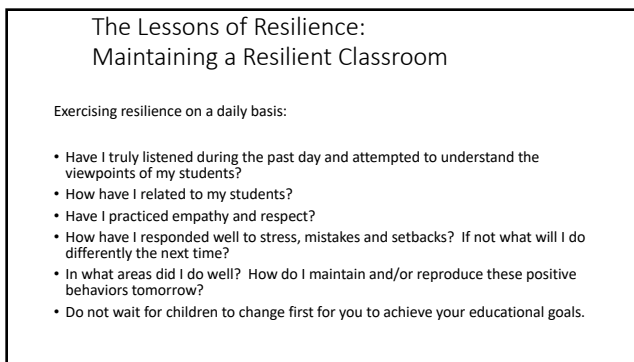 The Lessons of Resilience:
Maintaining a Resilient Classroom
Exercising resilience on a daily basis:
• Have I truly listened during the past day and attempted to understand the
viewpoints of my students?
• How have I related to my students?
• Have I practiced empathy and respect?
• How have I responded well to stress, mistakes and setbacks?  If not what will I do
differently the next time?
• In what areas did I do well?  How do I maintain and/or reproduce these positive
behaviors tomorrow?
• Do not wait for children to change first for you to achieve your educational goals.